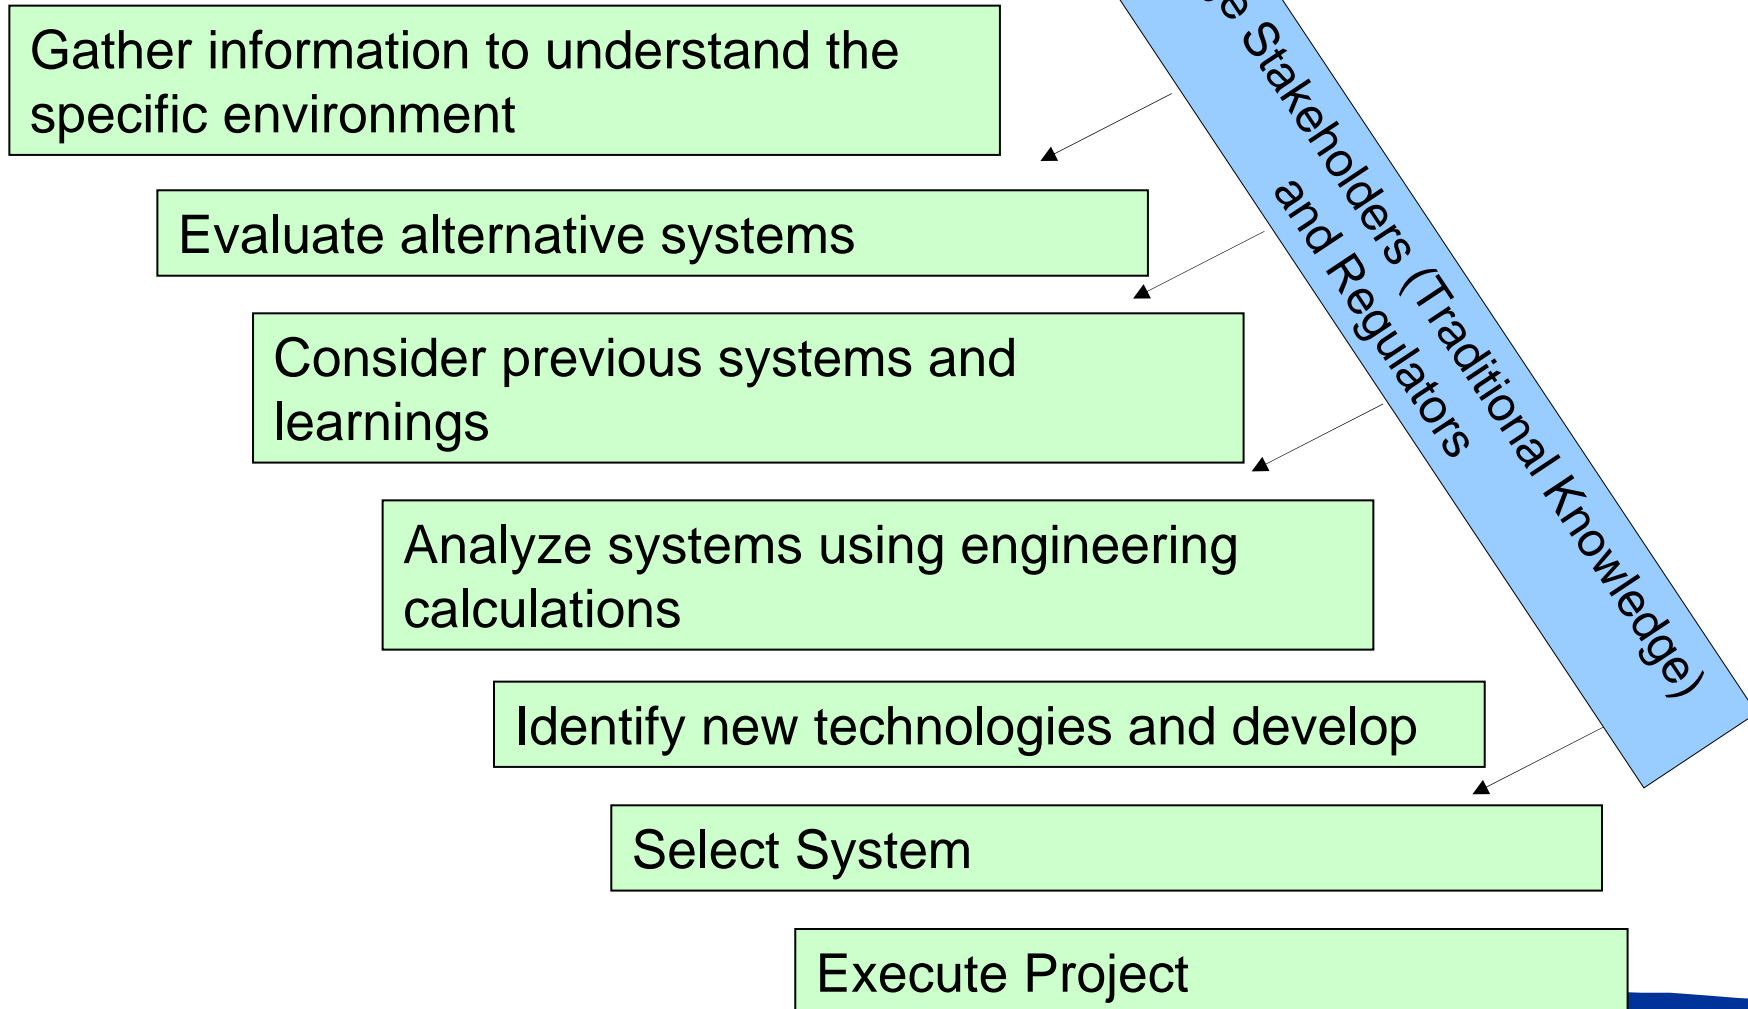 Gather information to understand the
specific environment
Evaluate alternative systems
Consider previous systems and
learnings
Analyze systems using engineering
calculations
Identify new technologies and develop
Select System
Execute Project
Stakeholders (Traditional Knowledge)
and Regulators